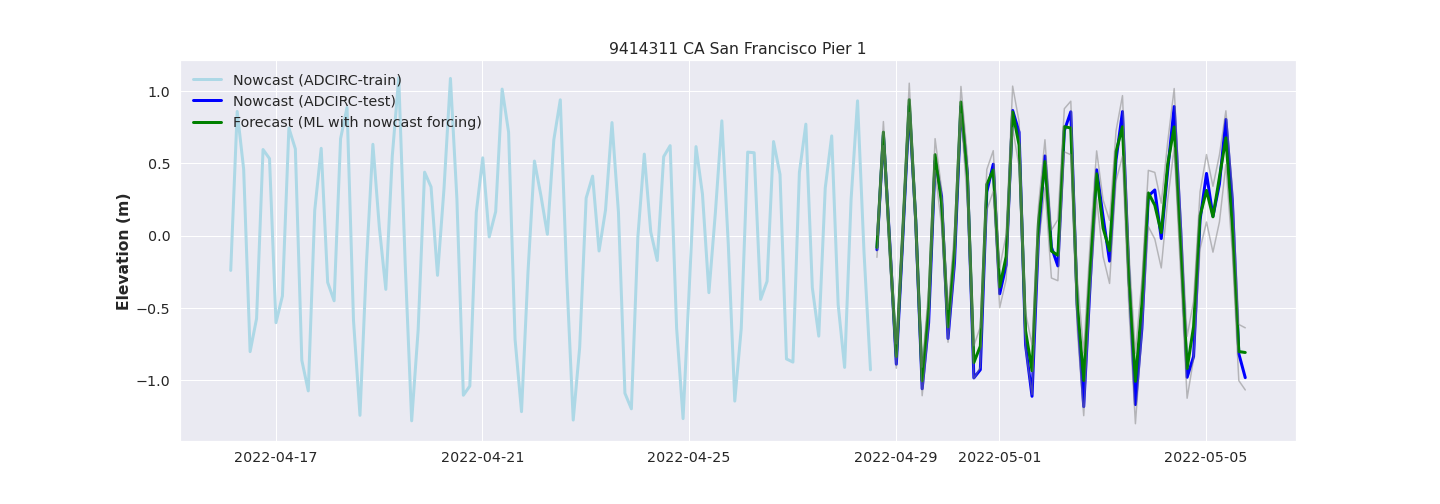 9414311 CA San Francisco Pier 1
Nowcast (ADCIRC-train)
Nowcast (ADCIRC-test)
Forecast (ML with nowcast forcing)
Elevation (m)
1.0
0.5
0.0
−0.5
−1.0
2022-04-17 2022-04-21 2022-04-25 2022-04-29 2022-05-01 2022-05-05